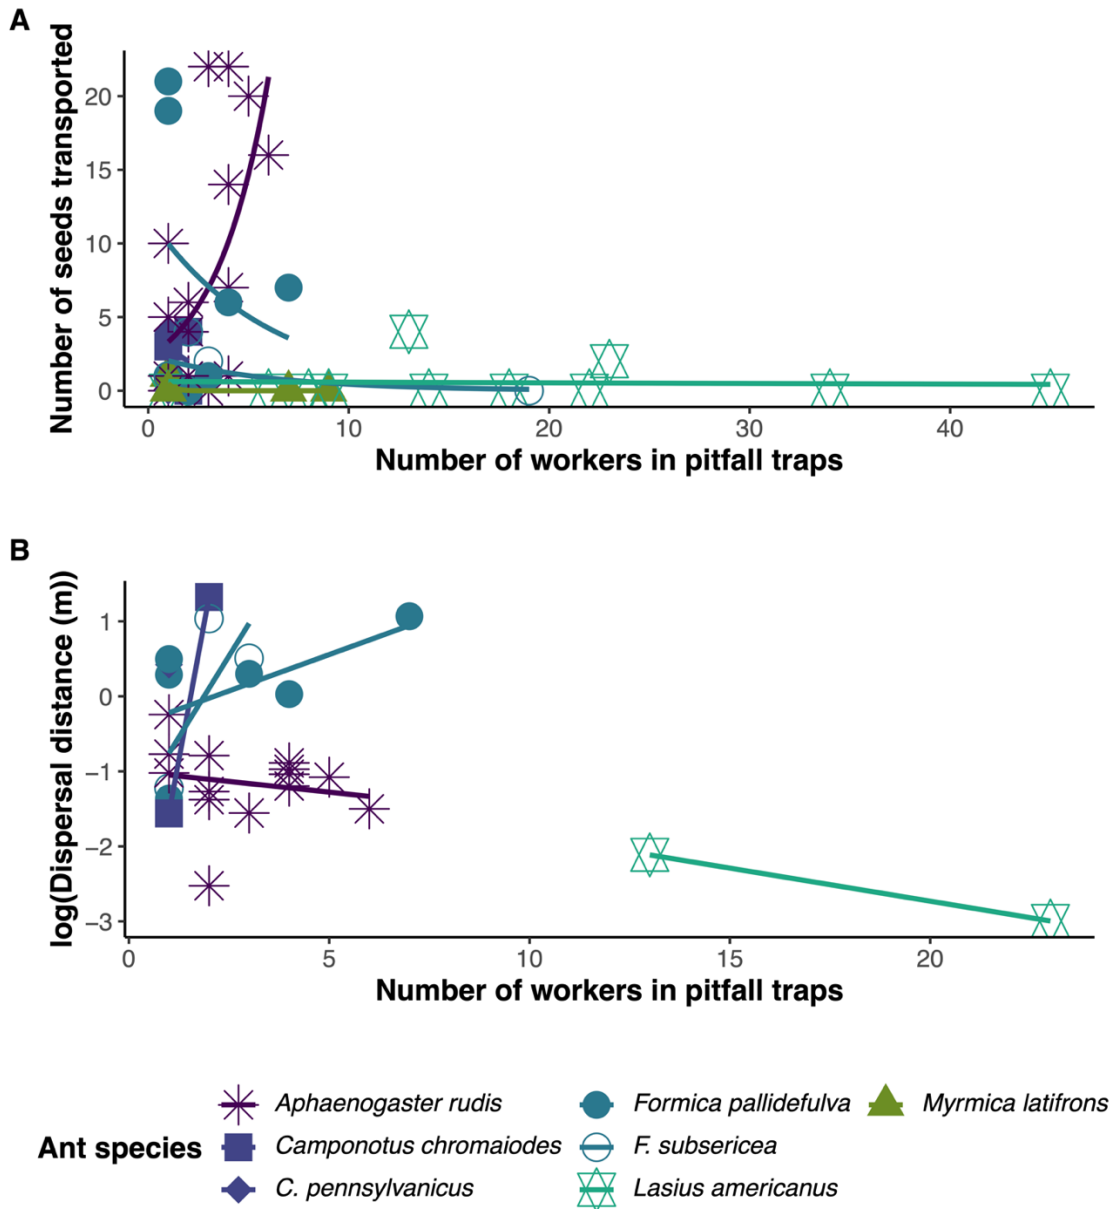 A
Number of seeds transported
20
15
10
5
0
0 10 20 30 40
Number of workers in pitfall traps
B
log(Dispersal distance (m))
1
0
−1
−2
−3
0 5 10 15 20
Number of workers in pitfall traps
Ant species
Aphaenogaster rudis
Camponotus chromaiodes
C. pennsylvanicus
Formica pallidefulva
F. subsericea
Lasius americanus
Myrmica latifrons